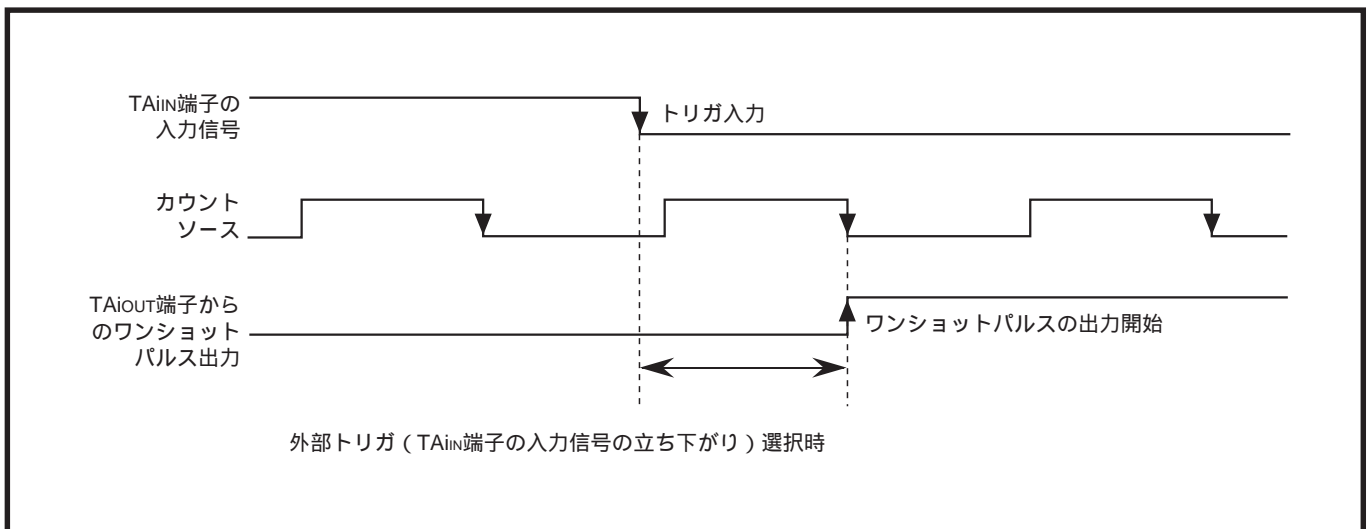 TAiIN端子の
入力信号
トリガ入力
カウント
ソース
TAiOUT端子から
のワンショット
パルス出力
ワンショットパルスの出力開始
外部トリガ（TAiIN端子の入力信号の立ち下がり）選択時